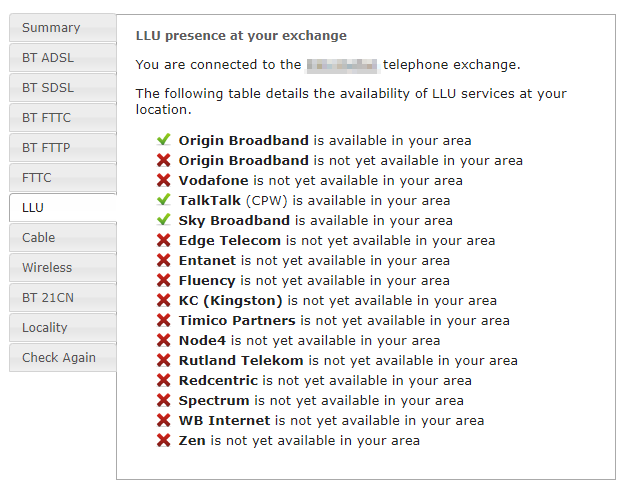 Summary
BT ADSL
BT SDSL
BT FTTC
BT FTTP
FTTC
LLU
Cable
Wireless
BT 21CN
Locality
Check Again
LLU presence at your exchange
You are connected to the telephone exchange.
The following table details the availability of LLU services at your
location.
Origin Broadband is available in your area
Origin Broadband is not yet available in your area
Vodafone is not yet available in your area
TalkTalk (CPW) is available in your area
Sky Broadband is available in your area
Edge Telecom is not yet available in your area
Entanet is not yet available in your area
Fluency is not yet available in your area
KC (Kingston) is not yet available in your area
Timico Partners is not yet available in your area
Node4 is not yet available in your area
Rutland Telekom is not yet available in your area
Redcentric is not yet available in your area
Spectrum is not yet available in your area
WB Internet is not yet available in your area
Zen is not yet available in your area